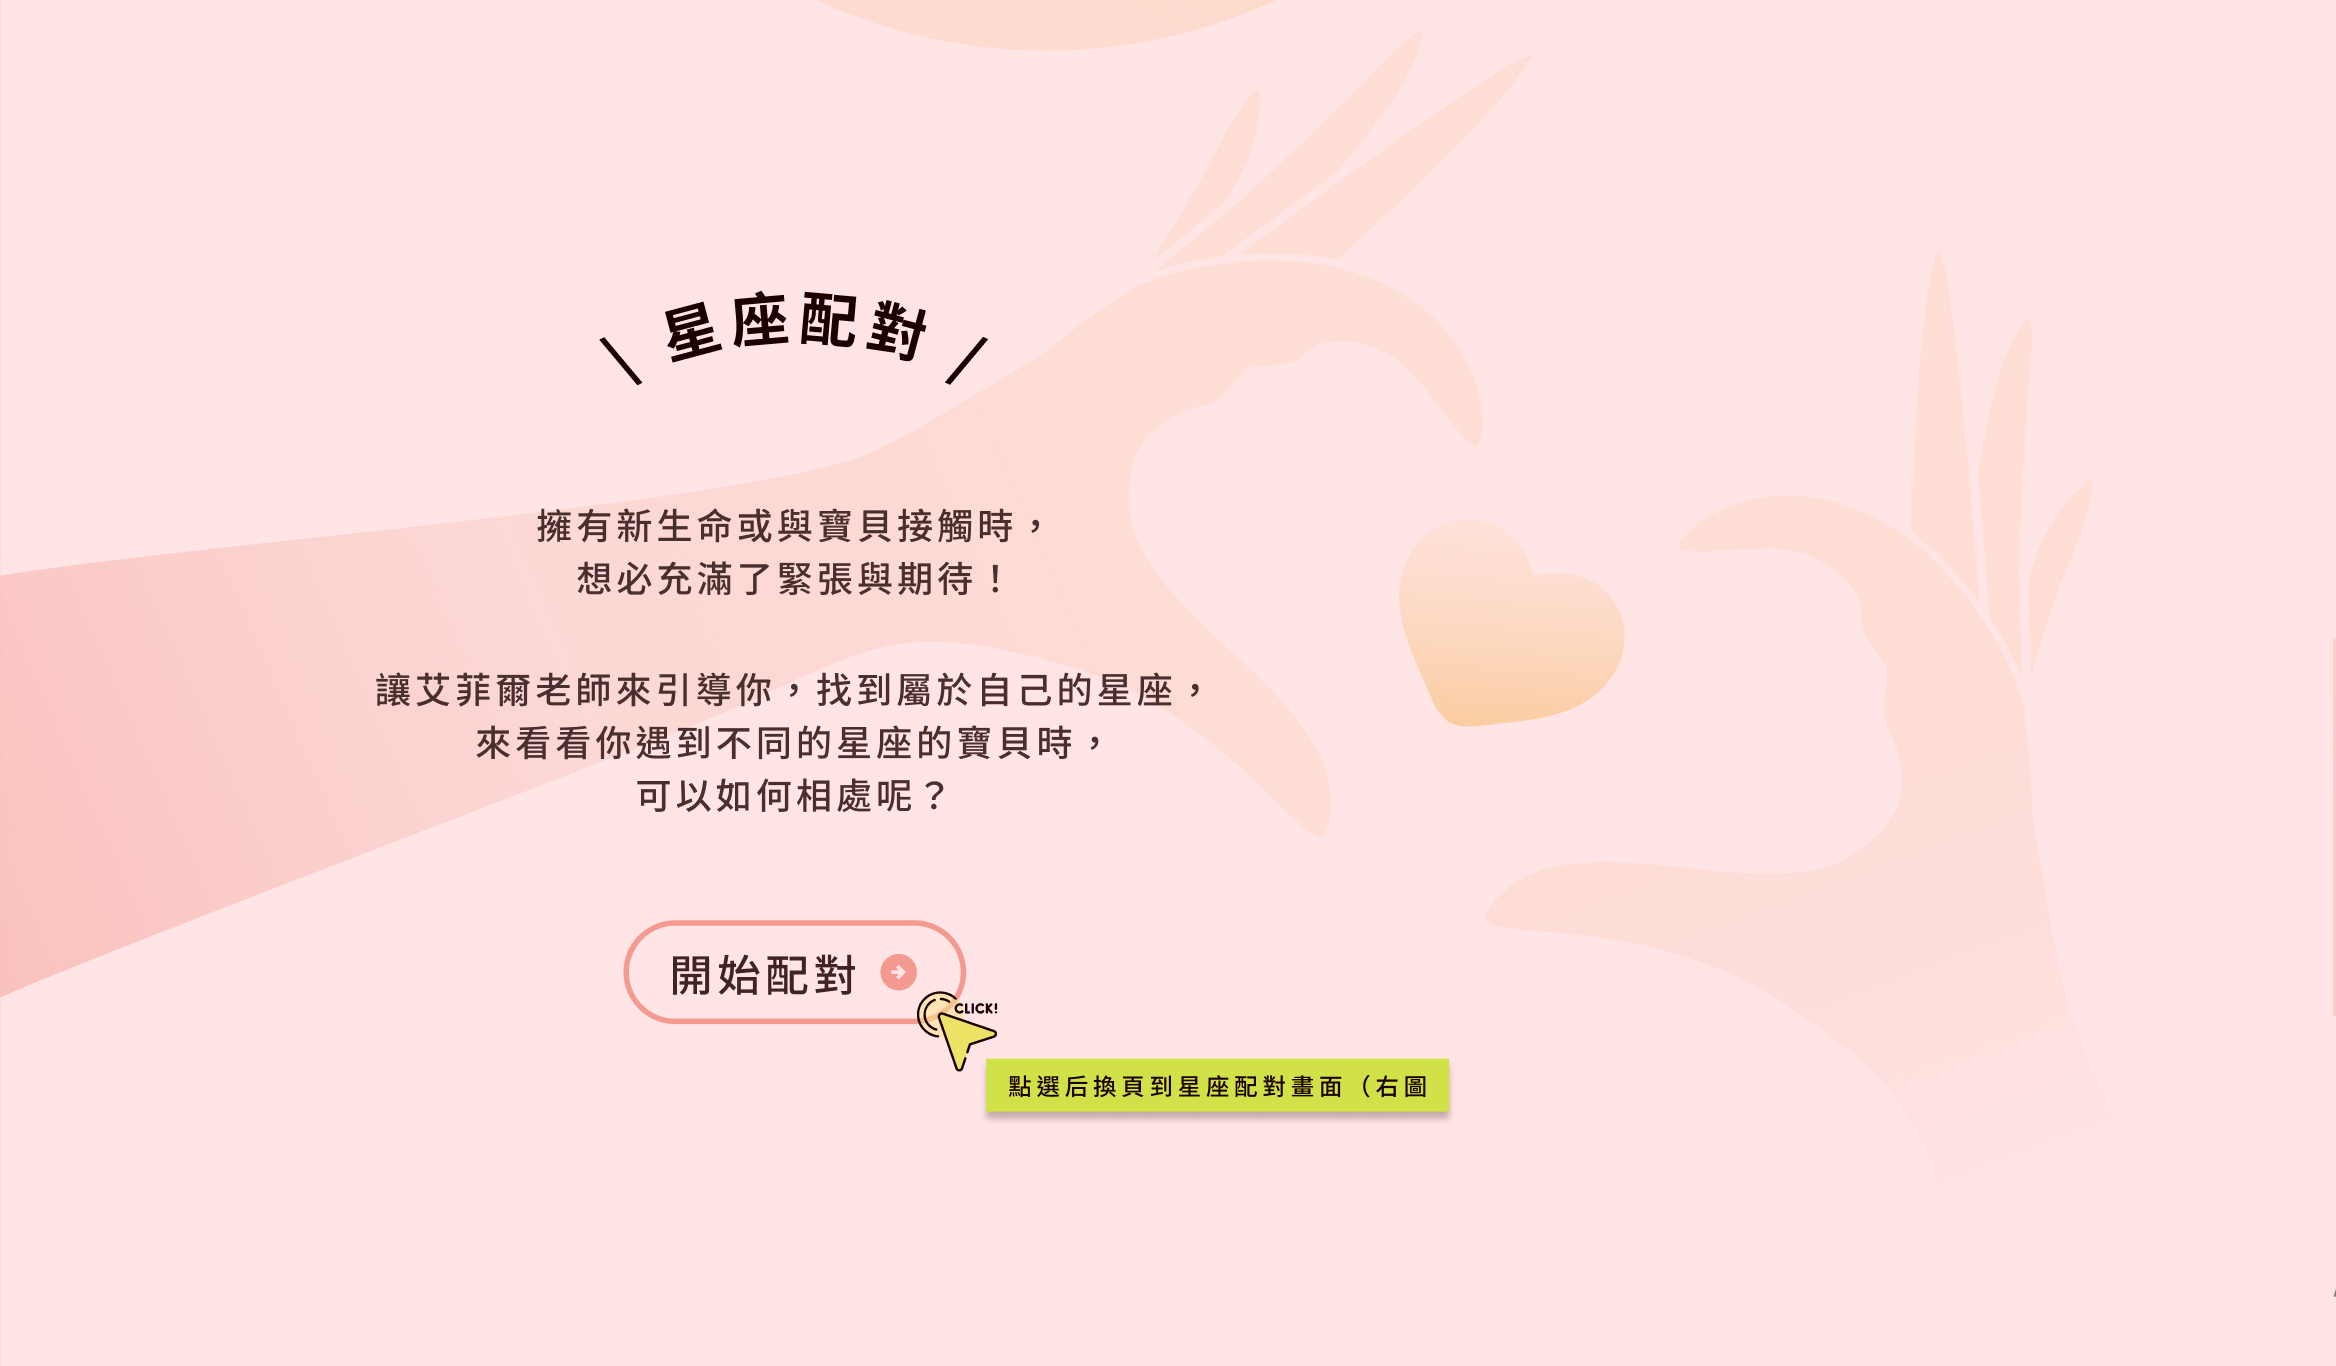 星座配對
擁有新生命或與寶貝接觸時，
想必充滿了緊張與期待！
讓艾菲爾老師來引導你，找到屬於自己的星座，
來看看你遇到不同的星座的寶貝時，
可以如何相處呢？
開始配對
CLICK!
點選后換頁到星座配對畫面（右圖